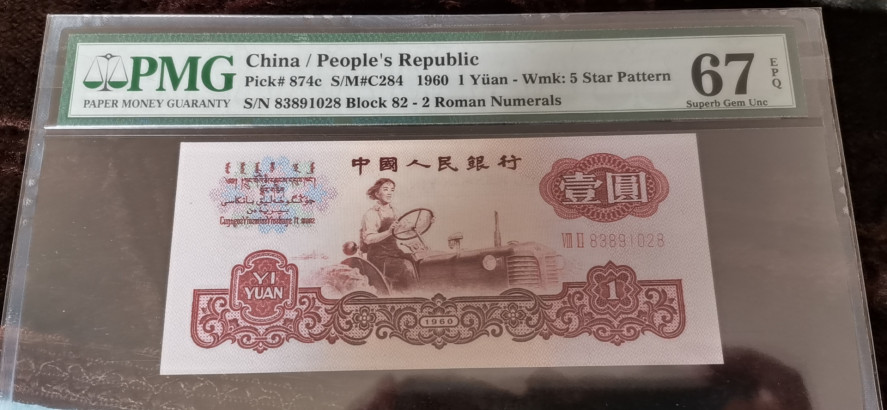 PMG
PAPER MONEY GUARANTY
China / People's Republic
Pick# 874c S/M#C284 1960 1 Yüan - Wmk: 5 Star Pattern
S/N 83891028 Block 82 - 2 Roman Numerals
67
EPQ
Superb Gem Unc
中國人民銀行
壹圓
VIII II 83891028
YI
YUAN
1960
1